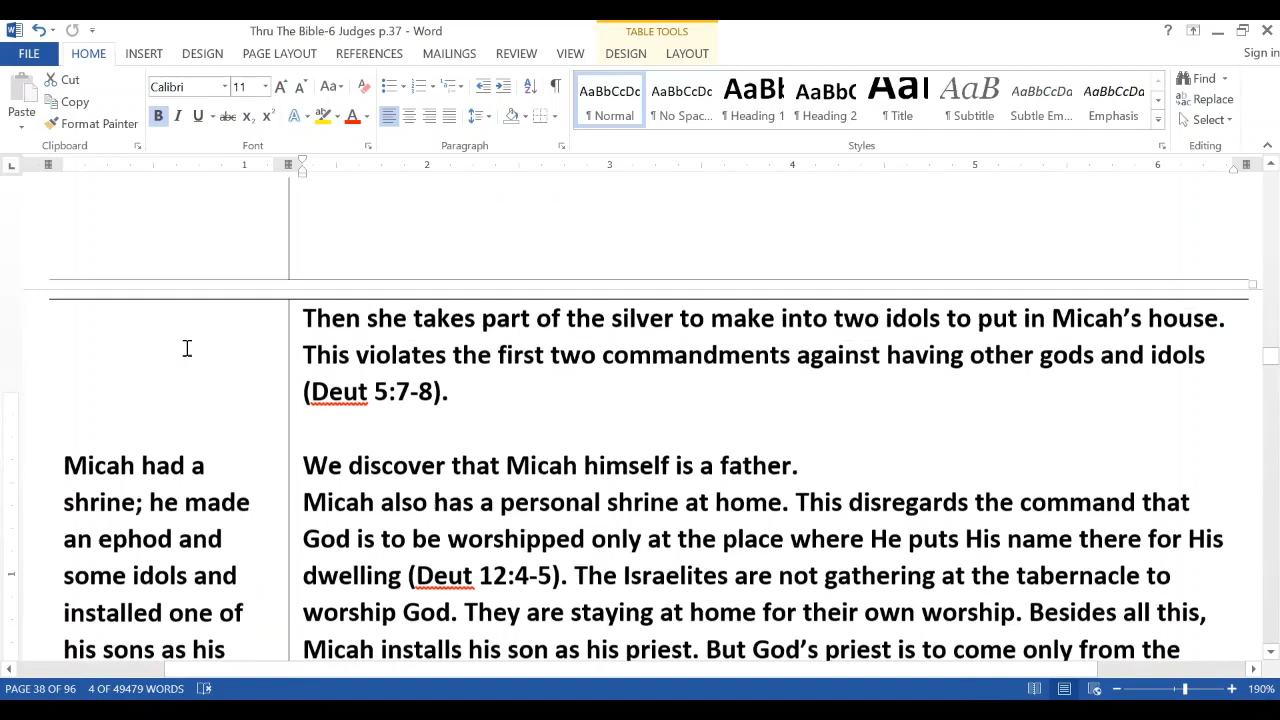 Thru The Bible-6 Judges p.37 - Word
TABLE TOOLS
Sign in
FILE HOME INSERT DESIGN PAGE LAYOUT REFERENCES MAILINGS REVIEW VIEW DESIGN LAYOUT
Paste
Cut
Copy
Format Painter
Clipboard
Calibri 11
Font
Paragraph
AaBbCcDc AaBbCcDc AaBb AaBbC AaB AaBbCcDa AaBbCcDa
¶ Normal ¶ No Spac... ¶ Heading 1 ¶ Heading 2 ¶ Title ¶ Subtitle Subtle Em... Emphasis
Styles
Find
Replace
Select
Editing
1 2 3 4 5 6
Then she takes part of the silver to make into two idols to put in Micah’s house.
This violates the first two commandments against having other gods and idols
(Deut 5:7-8).
Micah had a
shrine; he made
an ephod and
some idols and
installed one of
his sons as his
We discover that Micah himself is a father.
Micah also has a personal shrine at home. This disregards the command that
God is to be worshipped only at the place where He puts His name there for His
dwelling (Deut 12:4-5). The Israelites are not gathering at the tabernacle to
worship God. They are staying at home for their own worship. Besides all this,
Micah installs his son as his priest. But God’s priest is to come only from the
PAGE 38 OF 96 4 OF 49479 WORDS
190%